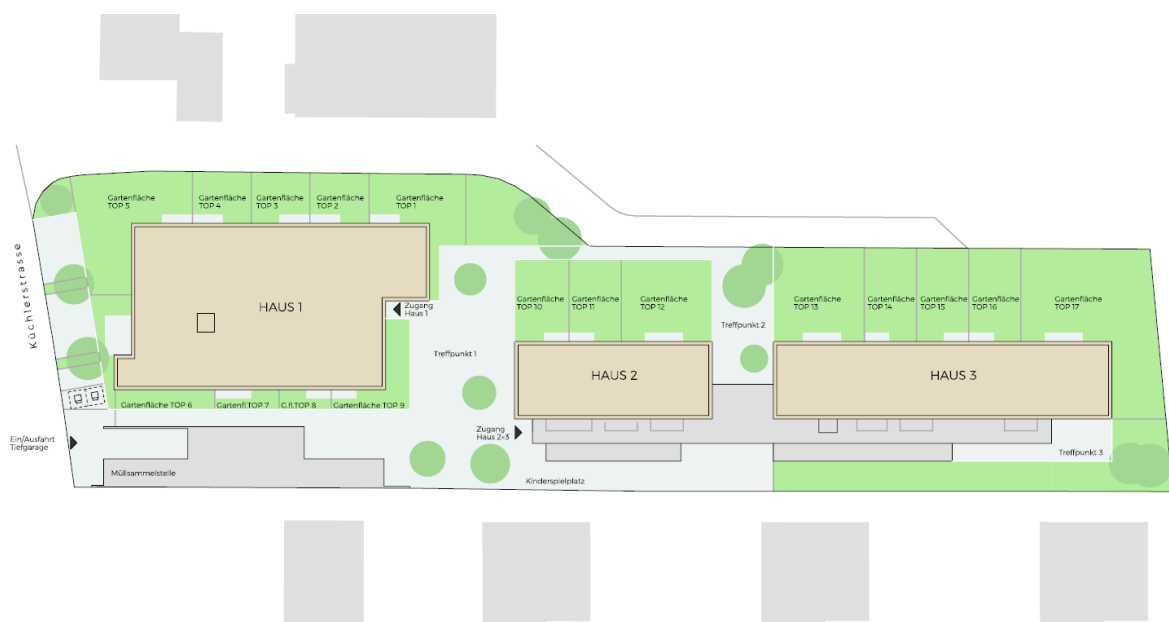 Gartenfläche
TOP 5
Gartenfläche
TOP 4
Gartenfläche
TOP 3
Gartenfläche
TOP 2
Gartenfläche
TOP 1
Küchlerstrasse
HAUS 1
Zugang
Haus 1
Gartenfläche
TOP 10
Gartenfläche
TOP 11
Gartenfläche
TOP 12
Treffpunkt 2
Gartenfläche
TOP 13
Gartenfläche
TOP 14
Gartenfläche
TOP 15
Gartenfläche
TOP 16
Gartenfläche
TOP 17
Treffpunkt 1
HAUS 2
HAUS 3
Gartenfläche TOP 6
Gartenfl.TOP 7
G.fl.TOP 8
Gartenfläche TOP 9
Ein/Ausfahrt
Tiefgarage
Zugang
Haus 2-3
Treffpunkt 3
Müllsammelstelle
Kinderspielplatz